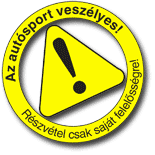 Az autósport veszélyes!
Részvétel csak saját felelősségre!